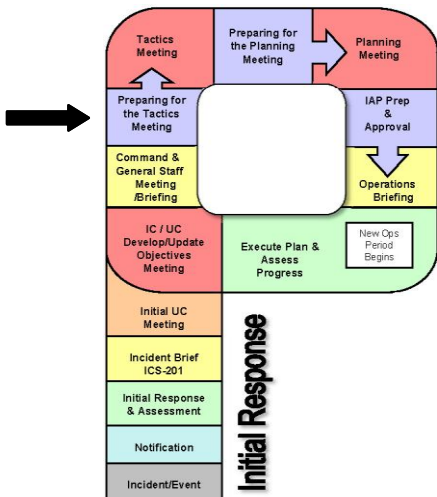 Tactics
Meeting
Preparing for
the Planning
Meeting
Planning
Meeting
Preparing for
the Tactics
Meeting
IAP Prep
&
Approval
Command &
General Staff
Meeting
/Briefing
Operations
Briefing
IC / UC
Develop/Update
Objectives
Meeting
Execute Plan &
Assess
Progress
New Ops
Period
Begins
Initial UC
Meeting
Incident Brief
ICS-201
Initial Response
& Assessment
Notification
Incident/Event
Initial Response